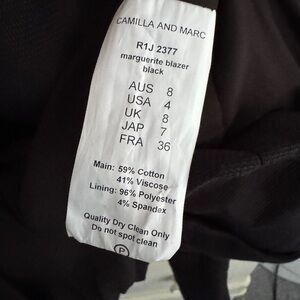 CAMILLA AND MARC
R1J 2377
marguerite blazer
black
AUS 8
USA 4
UK 8
JAP 7
FRA 36
Main: 59% Cotton
41% Viscose
Lining: 96% Polyester
4% Spandex
Quality Dry Clean Only
Do not spot clean
P